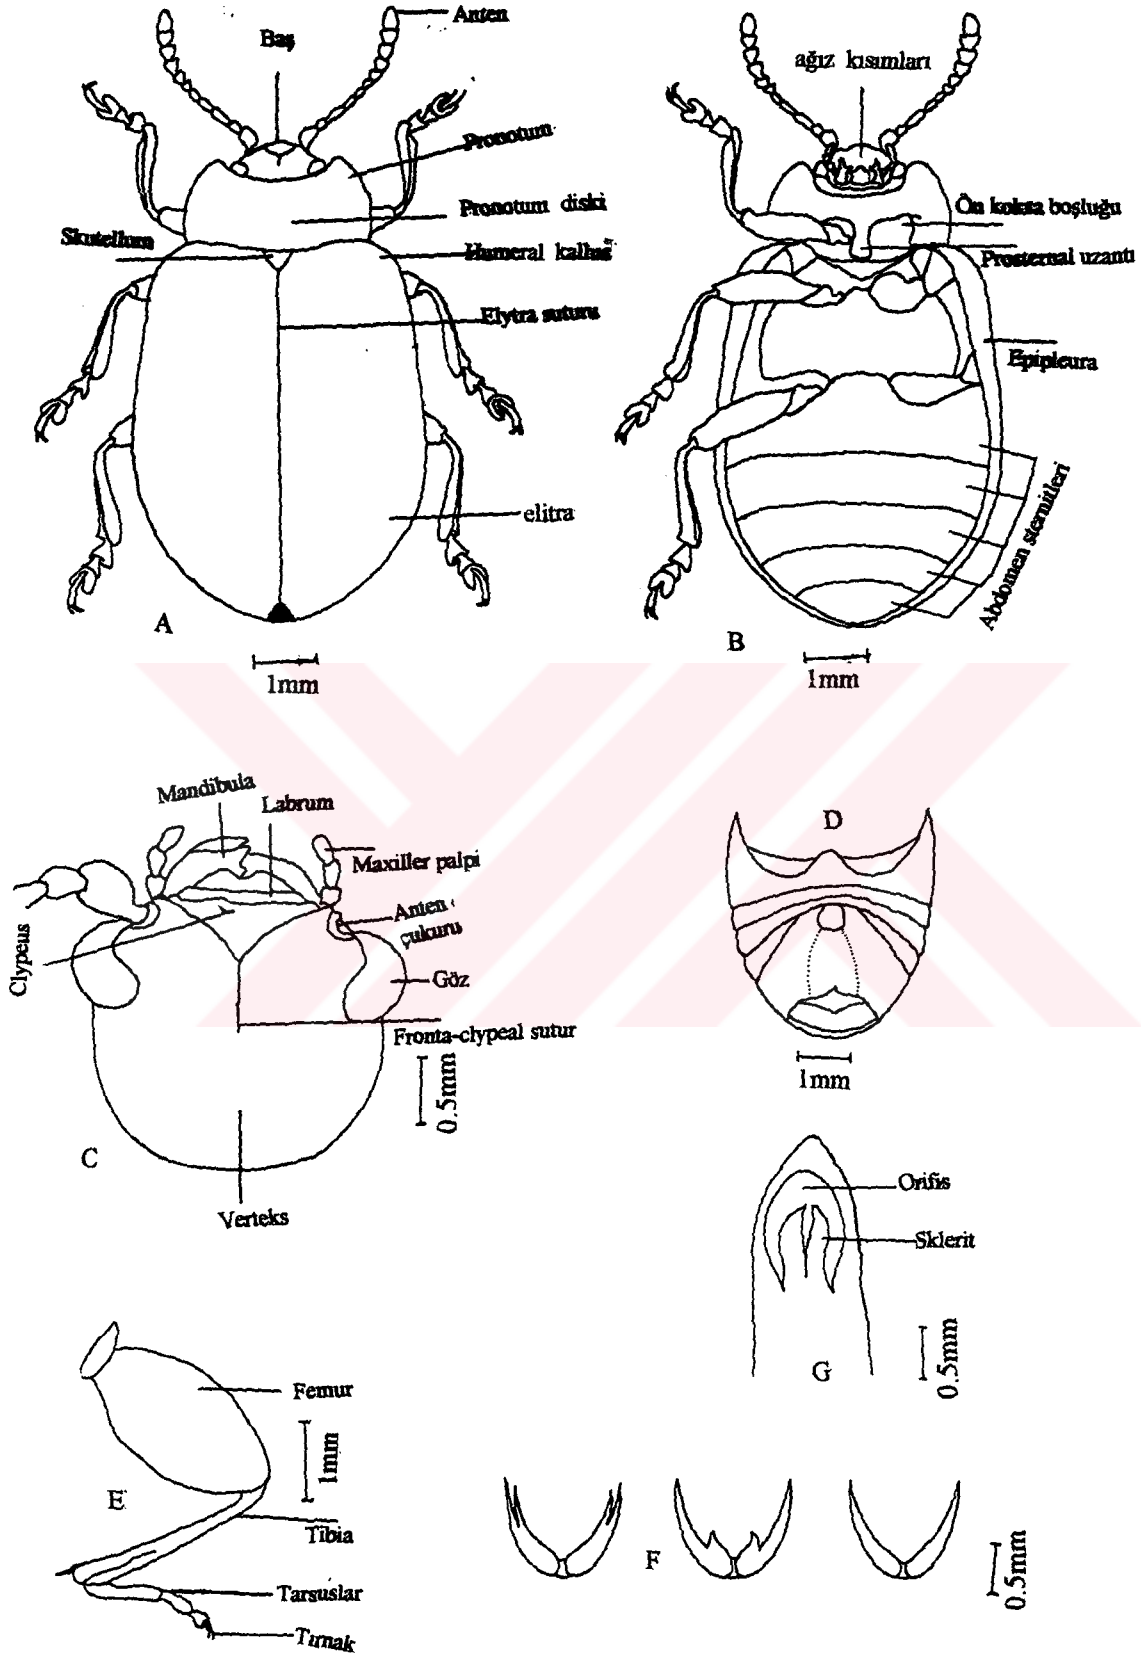 Anten
Baş
Pronotum
Pronotum diski
Skutellum
Humeral kallus
Elytra suturu
elitra
A
1mm
ağız kısımları
Ön koksa boşluğu
Prosternal uzantı
Epipleura
Abdomen sternitleri
B
1mm
Mandibula
Labrum
Maxiller palpi
Anten
çukuru
Clypeus
Göz
Fronta-clypeal sutur
0.5mm
C
Verteks
D
1mm
Orifis
Sklerit
G
0.5mm
Femur
1mm
E
Tibia
Tarsuslar
Tırnak
F
0.5mm